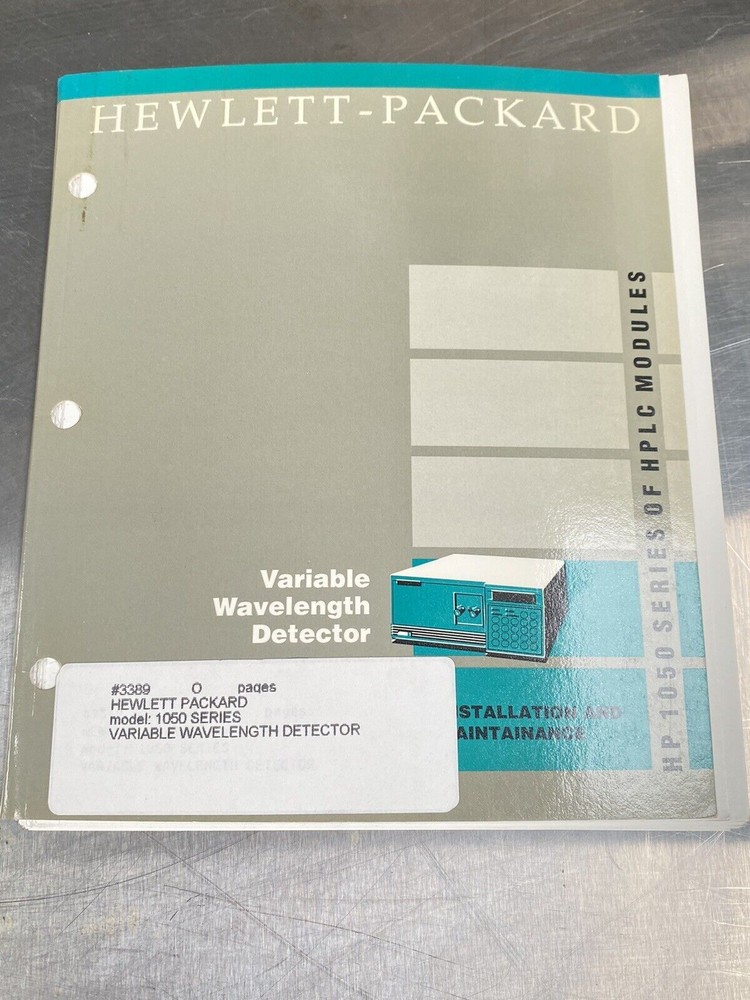 HEWLETT-PACKARD
HP 1050 SERIES OF HPLC MODULES
Variable
Wavelength
Detector
STALLATION AND
AINTAINANCE
#3389 O pages
HEWLETT PACKARD
model: 1050 SERIES
VARIABLE WAVELENGTH DETECTOR